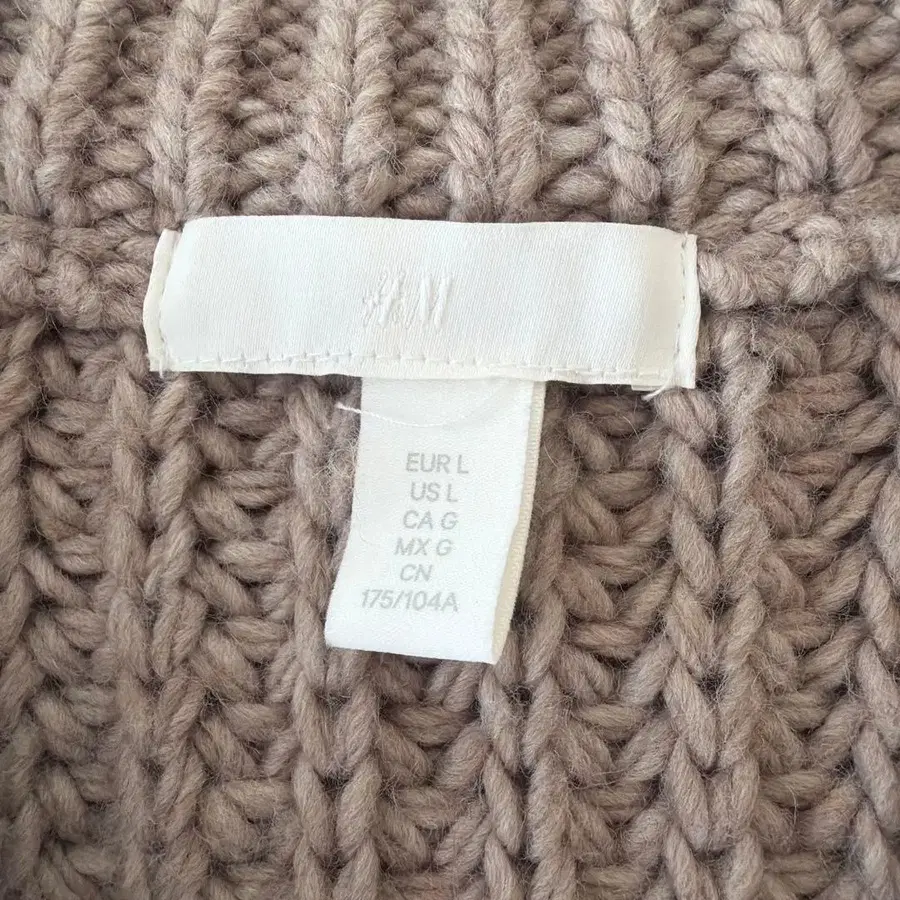 H&M
EUR L
US L
CA G
MX G
CN
175/104A